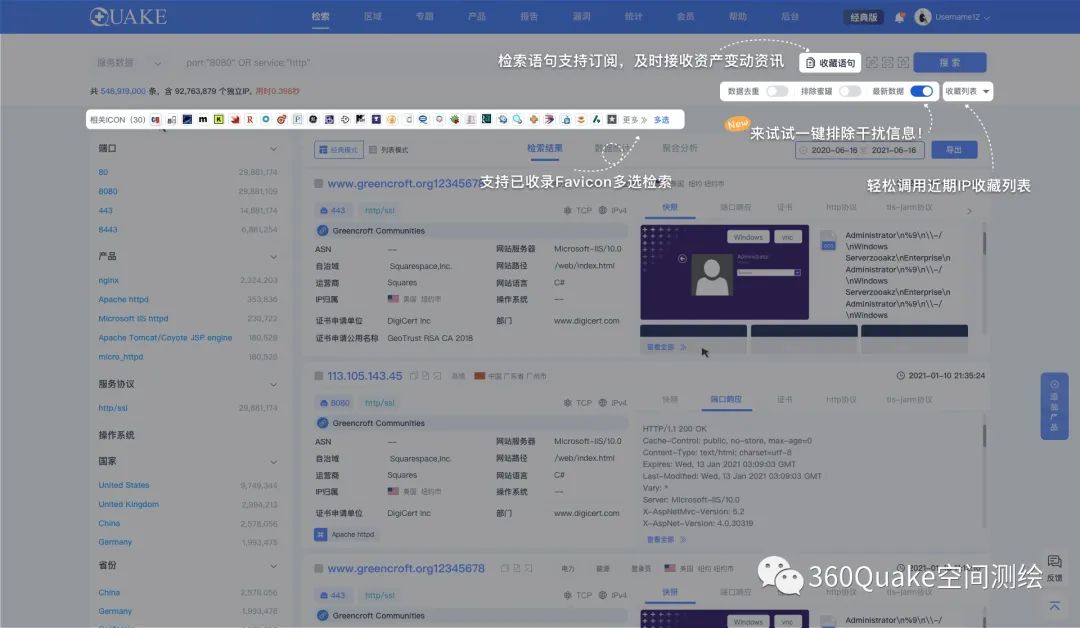 QUAKE
检索 区域 专题 产品 报告 漏洞 统计 会员 帮助 后台 经典版 Username12
检索语句支持订阅，及时接收资产变动资讯
服务数据 port:"8080" OR service:"http" 收藏语句 搜索
共 546,919,000 条，含 92,763,879 个独立IP，用时0.398秒
数据去重 排除蜜罐 最新数据 收藏列表
相关ICON（30） 更多 多选
New 来试试一键排除干扰信息！
经典模式 列表模式 检索结果 聚合分析 2020-06-16 2021-06-16 导出
支持已收录Favicon多选检索
轻松调用近期IP收藏列表
端口
80 29,881,174
8080 29,881,109
443 14,881,174
8443 6,881,254
产品
nginx 2,324,203
Apache httpd 353,836
Microsoft IIS httpd 230,722
Apache Tomcat/Coyote JSP engine 180,528
micro_httpd 180,528
服务协议
http/ssl 29,881,174
操作系统
国家
United States 9,749,344
United Kingdom 2,994,213
China 2,578,056
Germany 1,993,476
省份
China 2,578,056
Germany 1,993,476
www.greencroft.org12345678 美国 纽约 纽约市
443 http/ssl TCP IPv4
Greencroft Communities
ASN -- 网站服务器 Microsoft-IIS/10.0
自治域 Squarespace,Inc. 网站路径 /web/index.html
运营商 Squares 网站语言 C#
IP归属 美国 纽约市 操作系统 --
证书申请单位 DigiCert Inc 部门 www.digicert.com
证书申请公用名称 GeoTrust RSA CA 2018
快照 端口响应 证书 http协议 tls-jarm协议
Windows vnc
Administrator
Administrator\n%9\n\\-/
\nWindows
Serverzooakz\nEnterprise\n
Administrator\n%9\n\\-/
\nWindows
Serverzooakz\nEnterprise\n
Administrator\n%9\n\\-/
\nWindows
查看全部
113.105.143.45 中国 广东省 广州市 2021-01-10 21:35:24
8080 http/ssl TCP IPv4
Greencroft Communities
ASN -- 网站服务器 Microsoft-IIS/10.0
自治域 Squarespace,Inc. 网站路径 /web/index.html
运营商 Squares 网站语言 C#
IP归属 美国 纽约市 操作系统 --
证书申请单位 DigiCert Inc 部门 www.digicert.com
Apache httpd
快照 端口响应 证书 http协议 tls-jarm协议
HTTP/1.1 200 OK
Cache-Control: public, no-store, max-age=0
Content-Type: text/html; charset=utf-8
Expires: Wed, 13 Jan 2021 03:09:03 GMT
Last-Modified: Wed, 13 Jan 2021 03:09:03 GMT
Vary: *
Server: Microsoft-IIS/10.0
X-AspNetMvc-Version: 5.2
X-AspNet-Version: 4.0.30319
查看全部
www.greencroft.org12345678 电力 能源 登录页 美国 纽约 纽约市
443 http/ssl TCP IPv4
Greencroft Communities
快照 端口响应
Windows vnc
Administrator\n%9\n\\-/
反馈
360Quake空间测绘